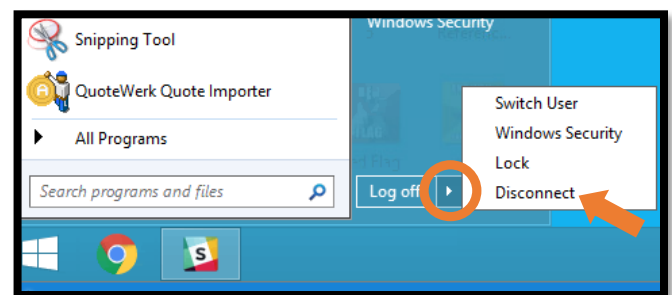 Windows Security
Snipping Tool
QuoteWerk Quote Importer
All Programs
Search programs and files
Log off
Switch User
Windows Security
Lock
Disconnect
S